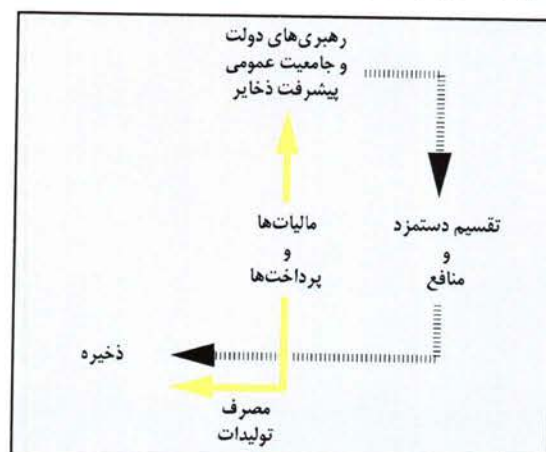 رهبری‌های دولت
و جامعیت عمومی
پیشرفت ذخایر
مالیات‌ها
و
پرداخت‌ها
تقسیم دستمزد
و
منافع
ذخیره
مصرف
تولیدات